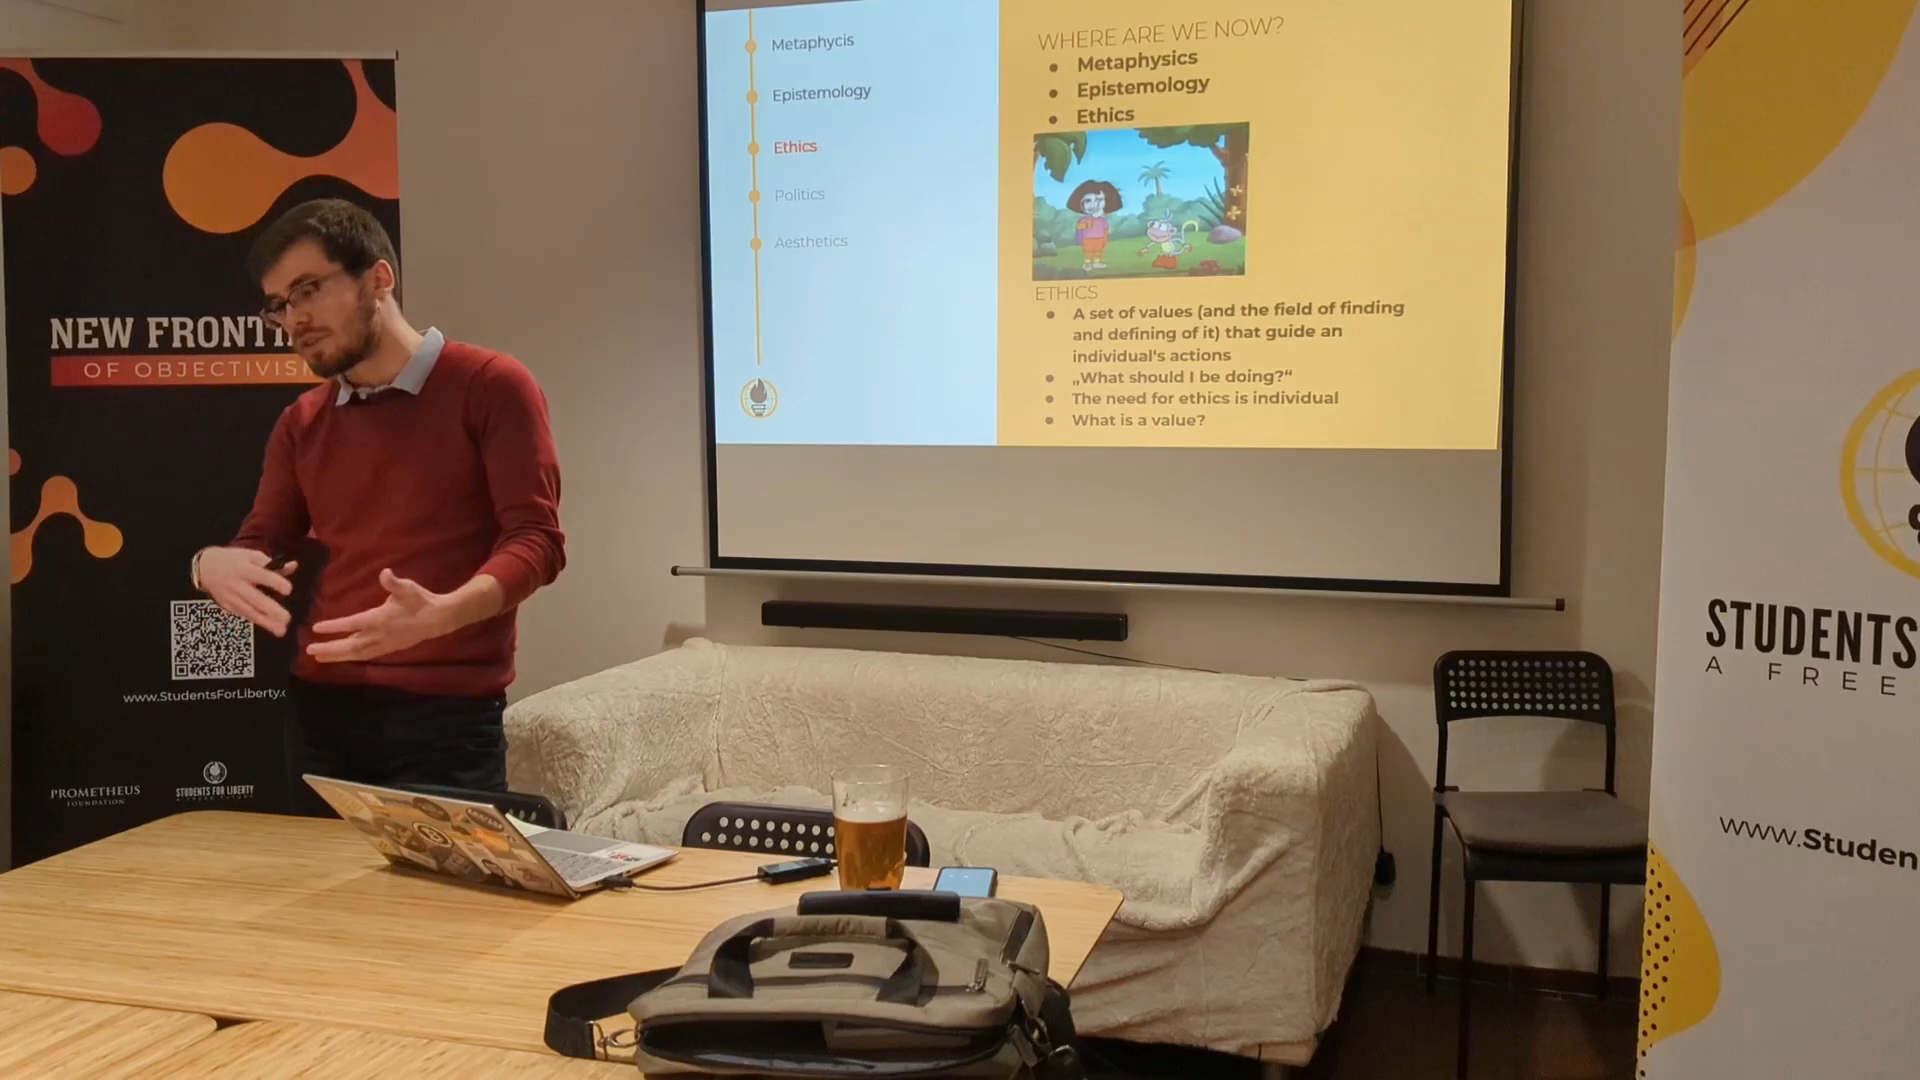 Metaphycis
Epistemology
Ethics
Politics
Aesthetics
WHERE ARE WE NOW?
● Metaphysics
● Epistemology
● Ethics
ETHICS
● A set of values (and the field of finding
and defining of it) that guide an
individual's actions
● „What should I be doing?“
● The need for ethics is individual
● What is a value?
NEW FRONTI
OF OBJECTIVISM
www.StudentsForLiberty.
PROMETHEUS
FOUNDATION
STUDENTS FOR LIBERTY
A FREER FUTURE
STUDENTS
A FREE
www.Studen